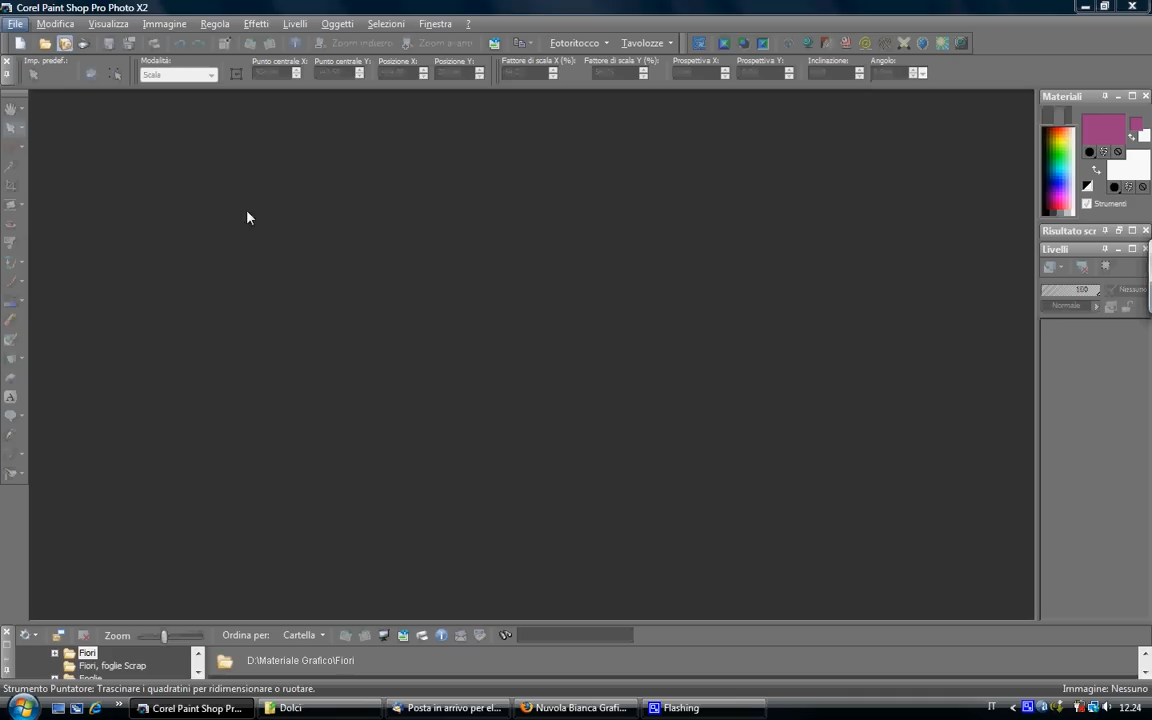 Corel Paint Shop Pro Photo X2
File Modifica Visualizza Immagine Regola Effetti Livelli Oggetti Selezioni Finestra ?
Zoom indietro Zoom avanti Fotoritocco Tavolozze
Imp. predef.: Modalità: Punto centrale X: Punto centrale Y: Posizione X: Posizione Y: Fattore di scala X (%): Fattore di scala Y (%): Prospettiva X: Prospettiva Y: Inclinazione: Angolo:
Scala
Materiali
Strumenti
Risultato scr
Livelli
100 Nessuno
Normale
Zoom Ordina per: Cartella
Fiori
D:\Materiale Grafico\Fiori
Fiori, foglie Scrap
Foglie
Strumento Puntatore: Trascinare i quadratini per ridimensionare o ruotare. Immagine: Nessuno
Corel Paint Shop Pr... Dolci Posta in arrivo per el... Nuvola Bianca Grafi... Flashing IT 12.24